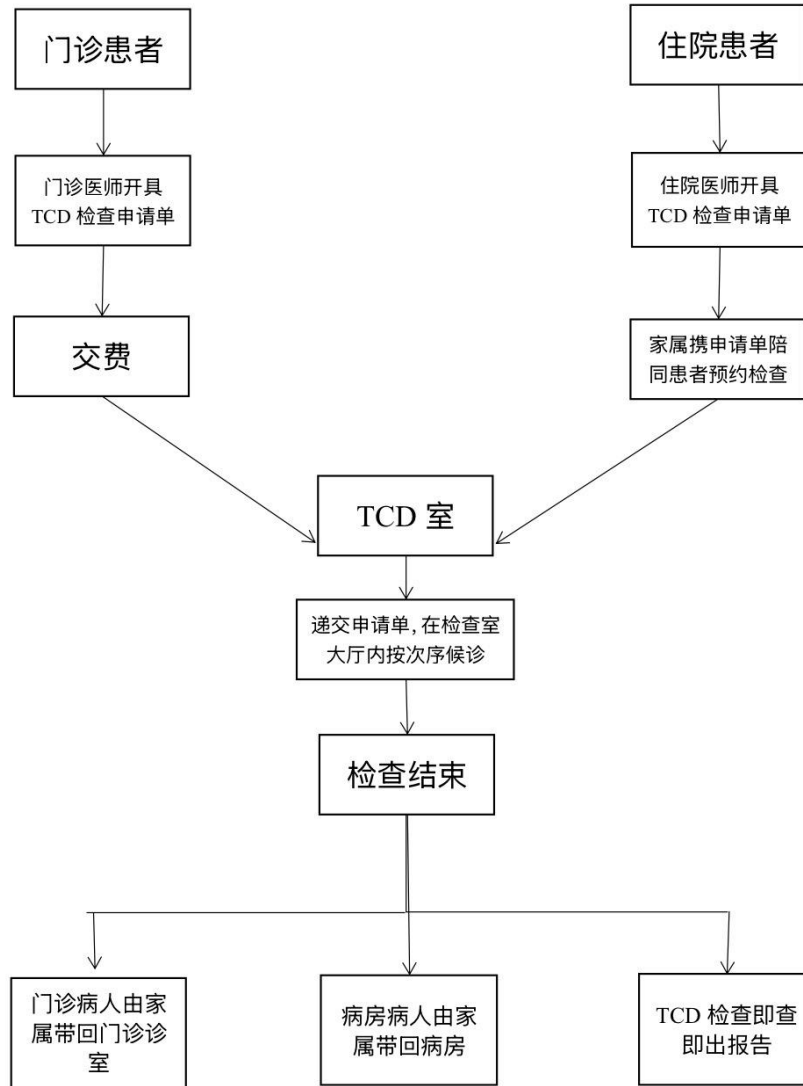 门诊患者
住院患者
门诊医师开具
TCD 检查申请单
住院医师开具
TCD 检查申请单
交费
家属携申请单陪
同患者预约检查
TCD 室
递交申请单，在检查室
大厅内按次序候诊
检查结束
门诊病人由家
属带回门诊诊
室
病房病人由家
属带回病房
TCD 检查即查
即出报告